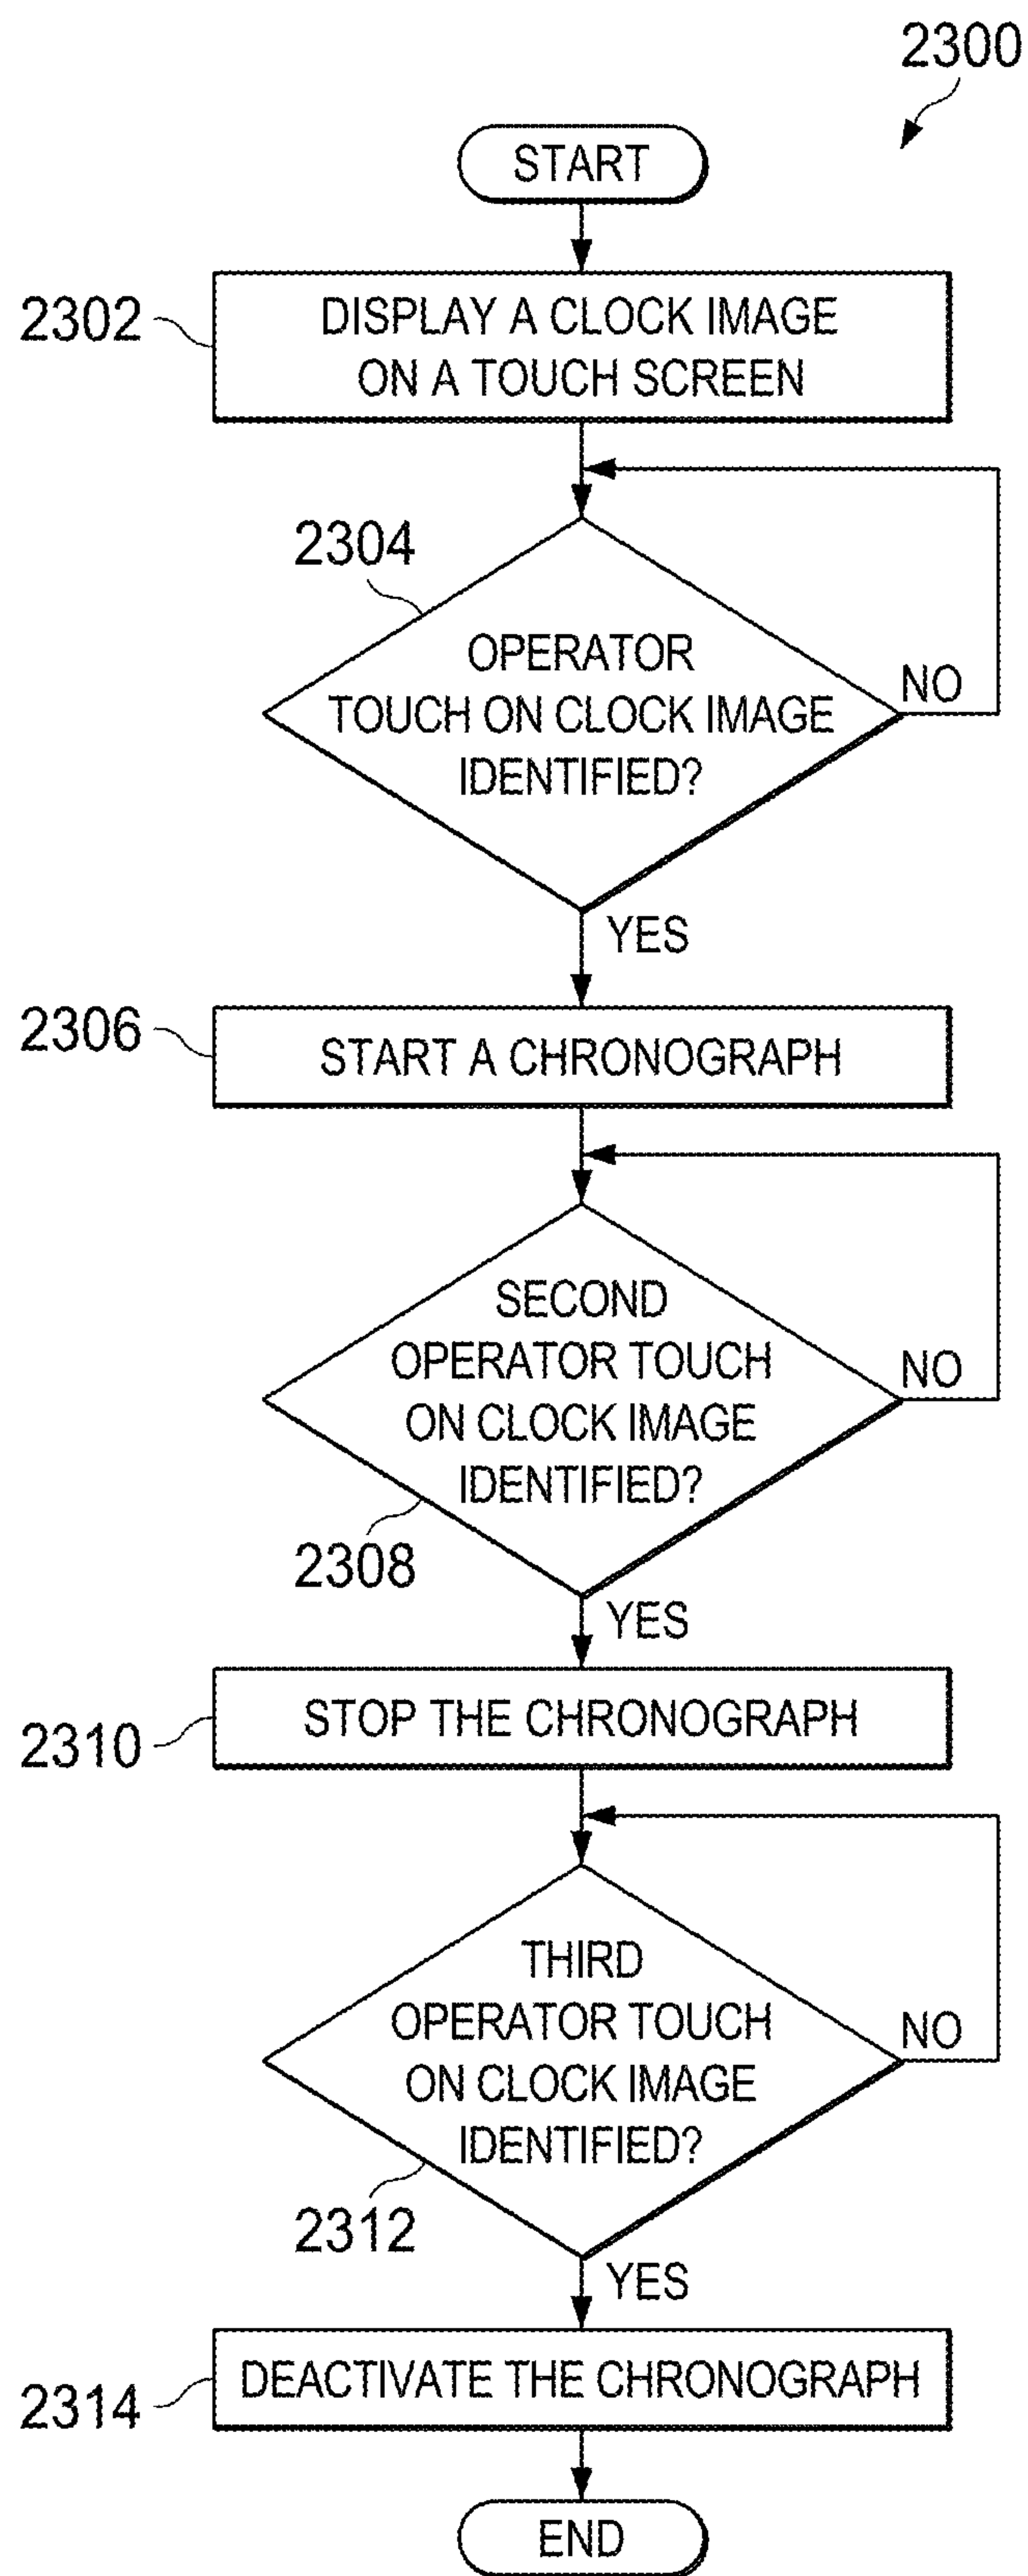 2300
START
2302
DISPLAY A CLOCK IMAGE
ON A TOUCH SCREEN
2304
OPERATOR
TOUCH ON CLOCK IMAGE
IDENTIFIED?
NO
YES
2306
START A CHRONOGRAPH
SECOND
OPERATOR TOUCH
ON CLOCK IMAGE
IDENTIFIED?
NO
2308
YES
2310
STOP THE CHRONOGRAPH
THIRD
OPERATOR TOUCH
ON CLOCK IMAGE
IDENTIFIED?
NO
2312
YES
2314
DEACTIVATE THE CHRONOGRAPH
END